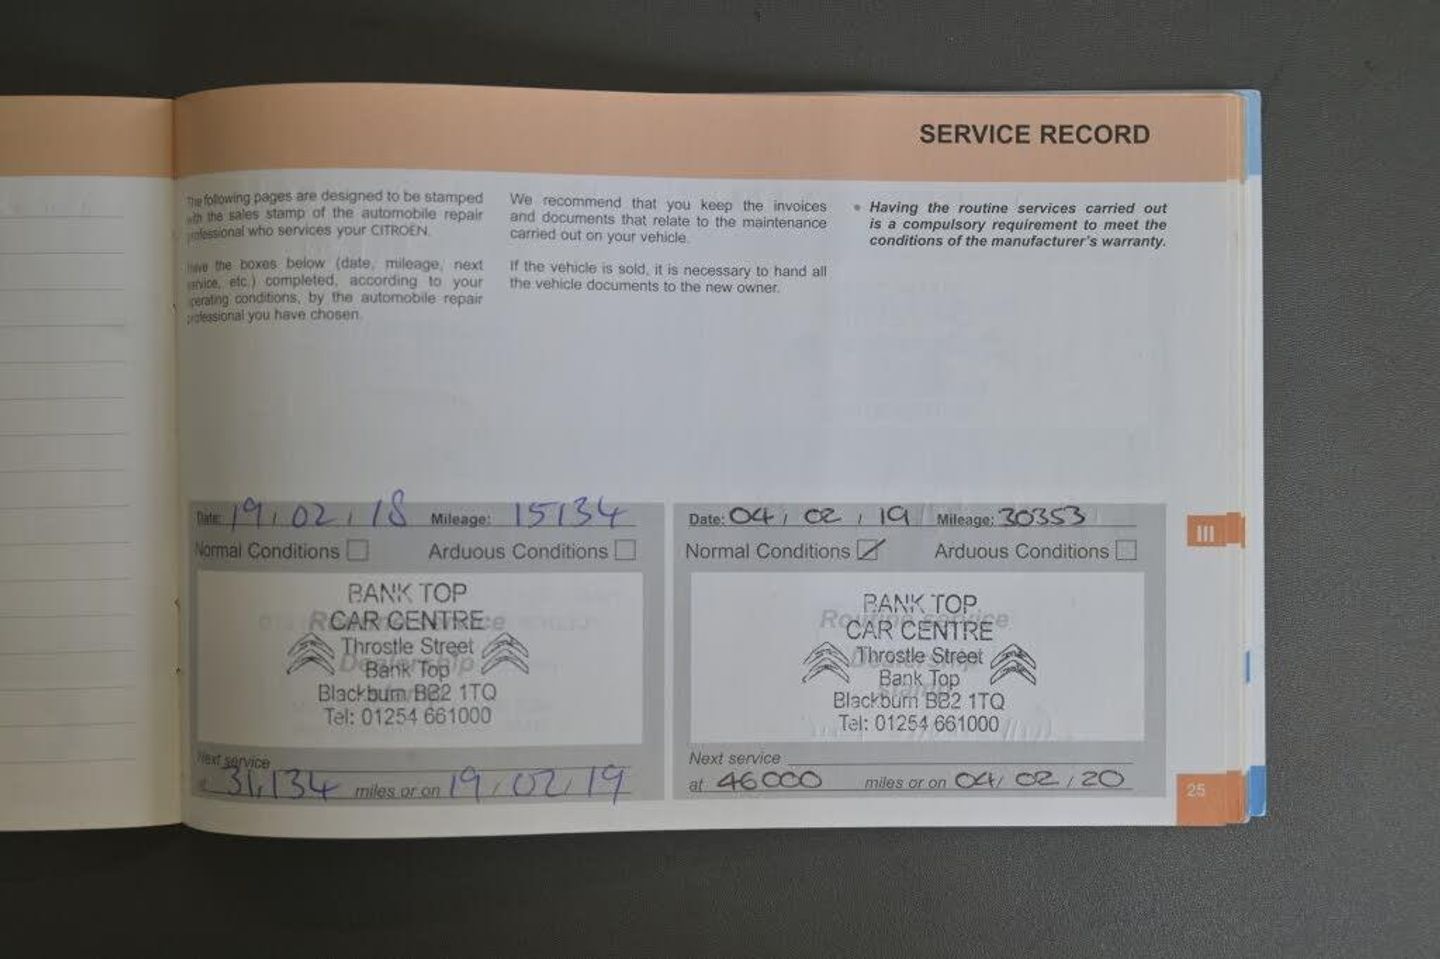 SERVICE RECORD
The following pages are designed to be stamped
with the sales stamp of the automobile repair
professional who services your CITROËN.
Have the boxes below (date, mileage, next
service, etc.) completed, according to your
operating conditions, by the automobile repair
professional you have chosen.
We recommend that you keep the invoices
and documents that relate to the maintenance
carried out on your vehicle.
If the vehicle is sold, it is necessary to hand all
the vehicle documents to the new owner.
• Having the routine services carried out
is a compulsory requirement to meet the
conditions of the manufacturer's warranty.
Date: 19 / 02 / 18 Mileage: 15134
Normal Conditions Arduous Conditions
Routine service
Dealership
BANK TOP
CAR CENTRE
Throstle Street
Bank Top
Blackburn BB2 1TQ
Tel: 01254 661000
Next service
31,134 miles or on 19 / 02 / 19
Date: 04 / 02 / 19 Mileage: 30353
Normal Conditions Arduous Conditions
Routine service
Dealership
stamp
BANK TOP
CAR CENTRE
Throstle Street
Bank Top
Blackburn BB2 1TQ
Tel: 01254 661000
Next service
at 46000 miles or on 04 / 02 / 20
III
25